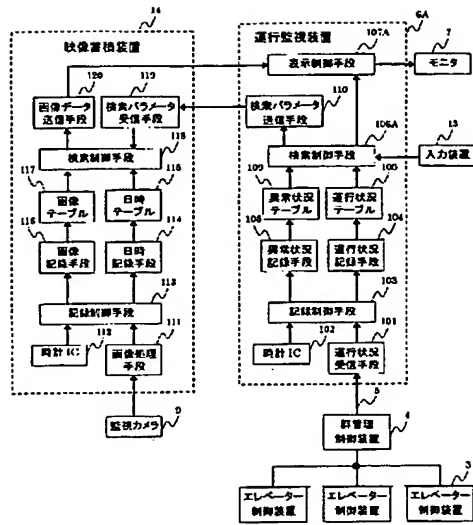 14
6A
映像蓄積装置
運行監視装置
107A
7
表示制御手段
モニタ
120
119
画像データ
送信手段
検索パラメータ
受信手段
検索パラメータ
送信手段
110
118
106A
13
検索制御手段
検索制御手段
入力装置
117
115
109
105
画像
テーブル
日時
テーブル
異常状況
テーブル
運行状況
テーブル
116
114
108
104
画像
記録手段
日時
記録手段
異常状況
記録手段
運行状況
記録手段
113
103
記録制御手段
記録制御手段
112
111
102
101
時計IC
画像処理
手段
時計IC
運行状況
受信手段
9
5
監視カメラ
4
群管理
制御装置
3
エレベーター
制御装置
エレベーター
制御装置
エレベーター
制御装置